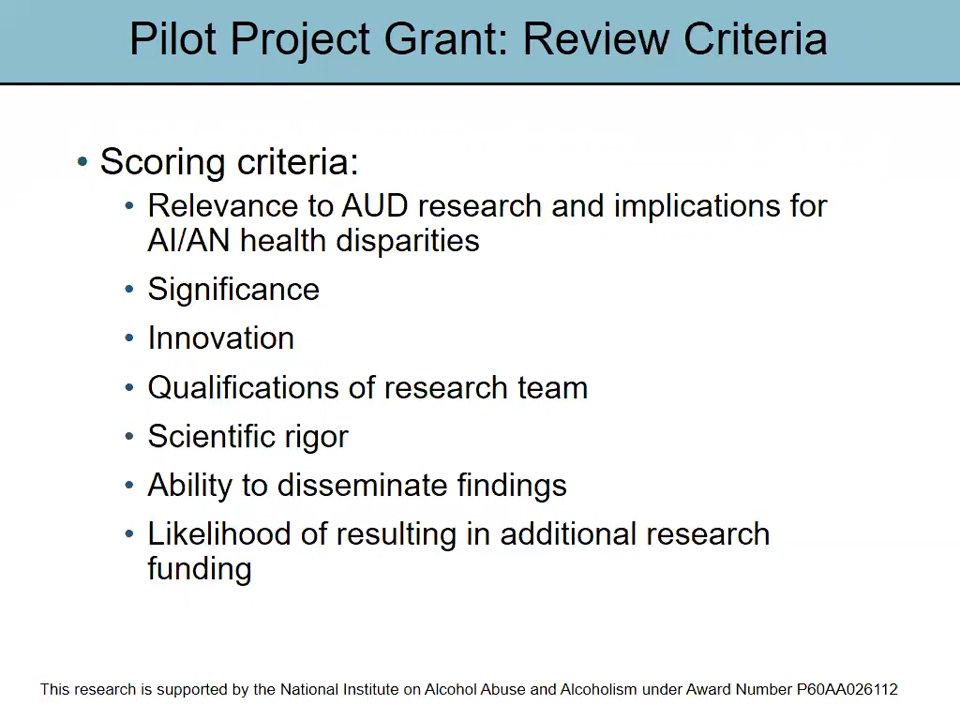 Pilot Project Grant: Review Criteria
• Scoring criteria:
• Relevance to AUD research and implications for
AI/AN health disparities
• Significance
• Innovation
• Qualifications of research team
• Scientific rigor
• Ability to disseminate findings
• Likelihood of resulting in additional research
funding
This research is supported by the National Institute on Alcohol Abuse and Alcoholism under Award Number P60AA026112